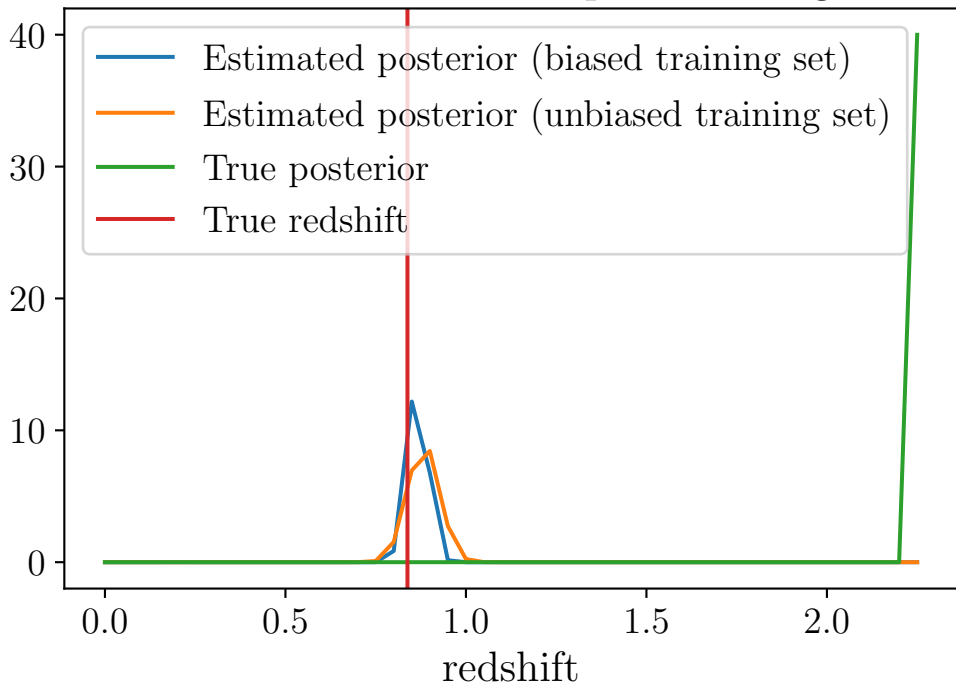 40
30
20
10
0
Estimated posterior (biased training set)
Estimated posterior (unbiased training set)
True posterior
True redshift
0.0 0.5 1.0 1.5 2.0
redshift